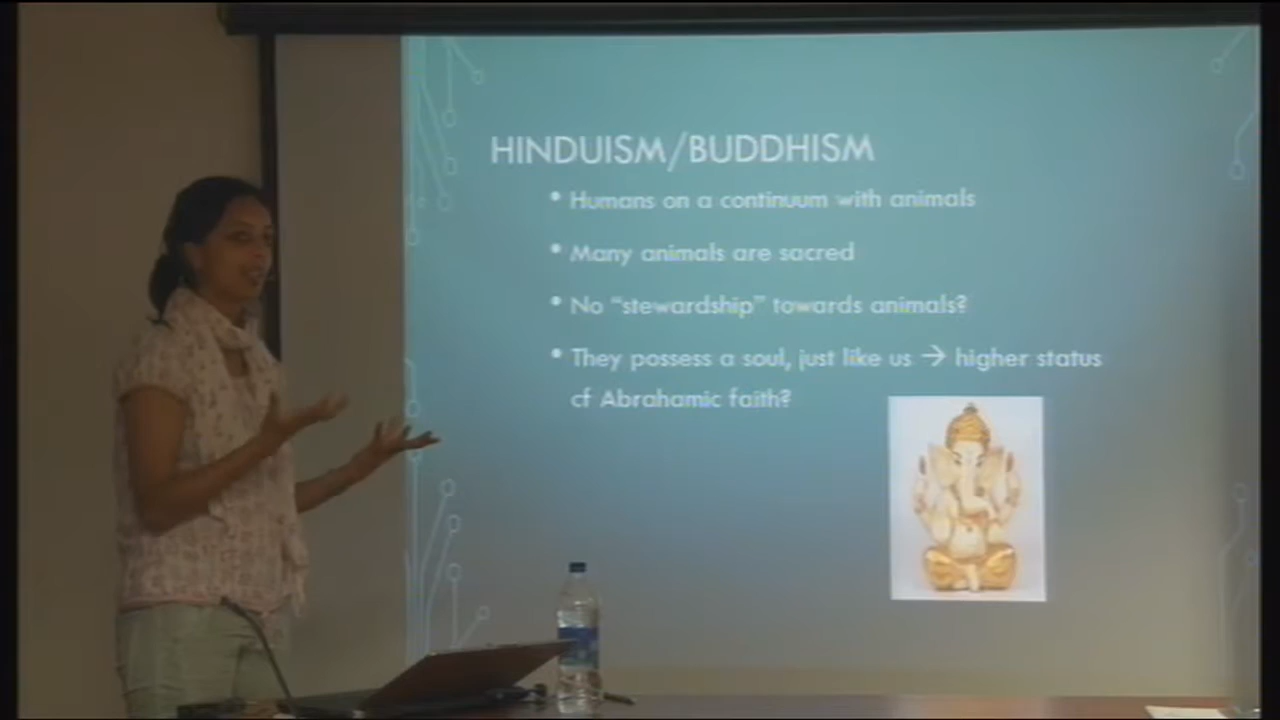 HINDUISM/BUDDHISM
• Humans on a continuum with animals
• Many animals are sacred
• No “stewardship” towards animals?
• They possess a soul, just like us → higher status
cf Abrahamic faith?